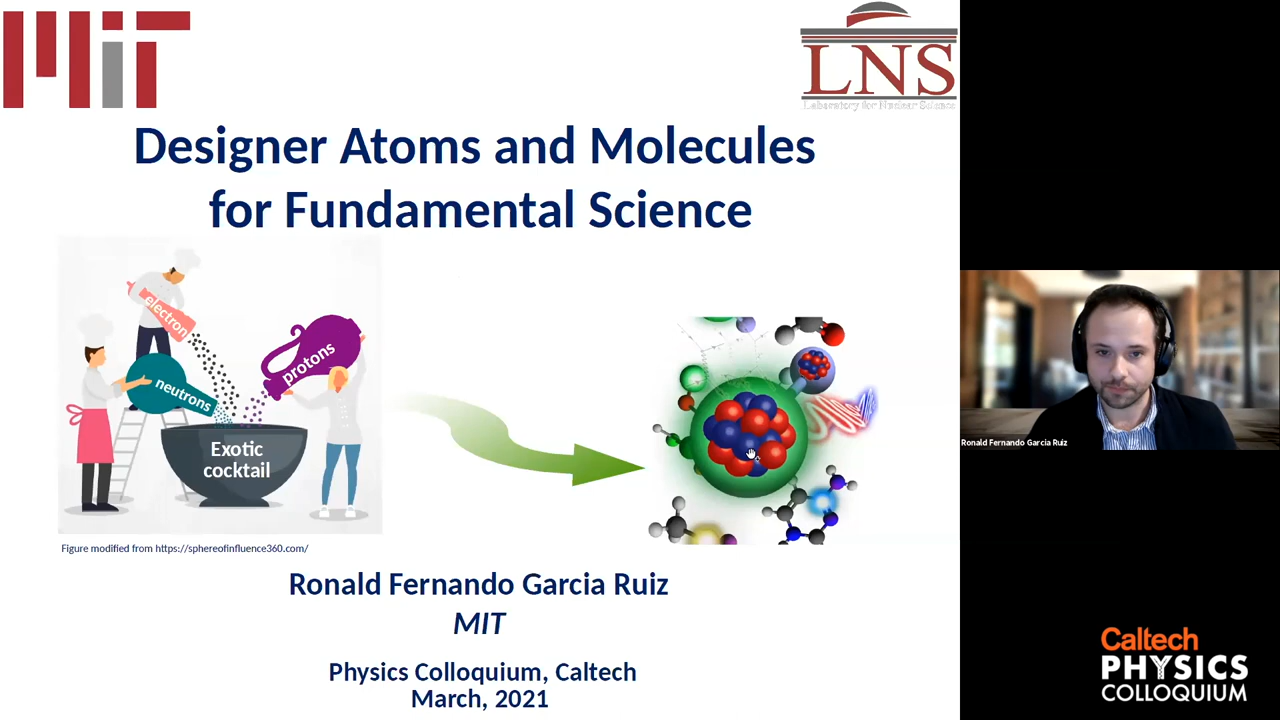 MIT
LNS
Laboratory for Nuclear Science
Designer Atoms and Molecules
for Fundamental Science
electron
protons
neutrons
Exotic
cocktail
Figure modified from https://sphereofinfluence360.com/
Ronald Fernando Garcia Ruiz
MIT
Physics Colloquium, Caltech
March, 2021
Ronald Fernando Garcia Ruiz
Caltech
PHYSICS
COLLOQUIUM